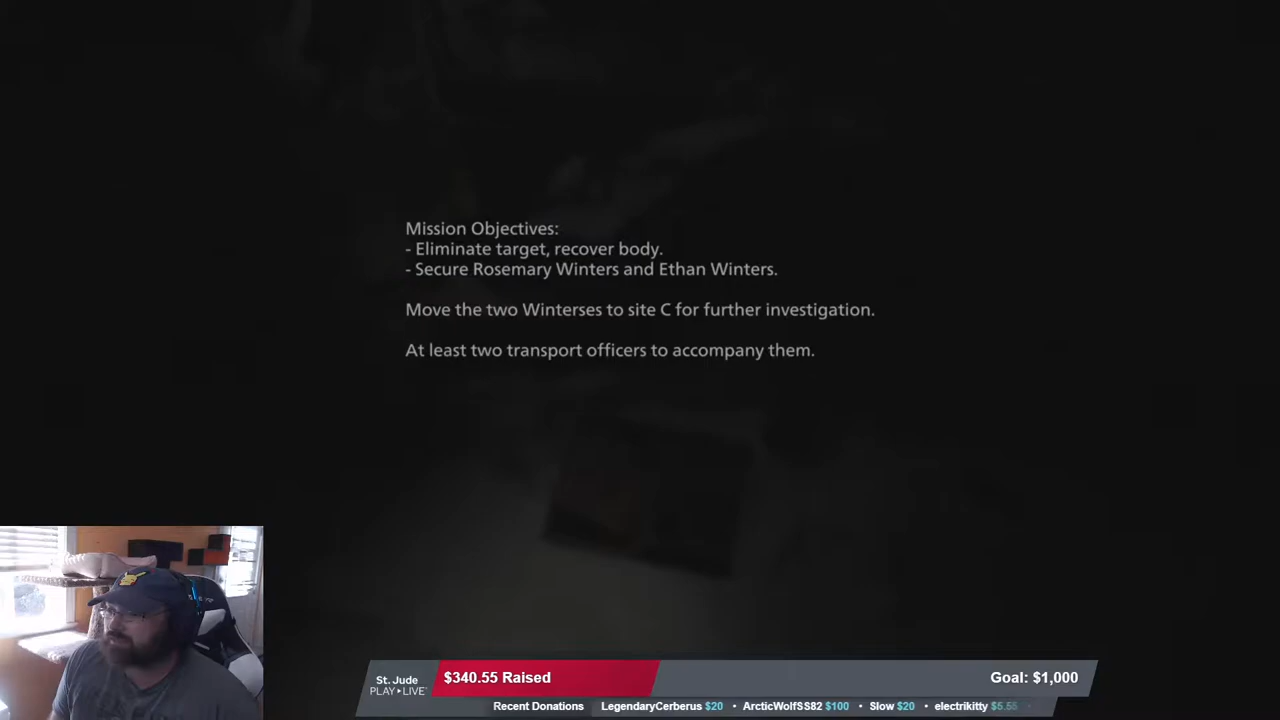 Mission Objectives:
- Eliminate target, recover body.
- Secure Rosemary Winters and Ethan Winters.
Move the two Winterses to site C for further investigation.
At least two transport officers to accompany them.
St. Jude
PLAY LIVE
$340.55 Raised
Goal: $1,000
Recent Donations LegendaryCerberus $20 • ArcticWolfSS82 $100 • Slow $20 • electrikitty $5.55